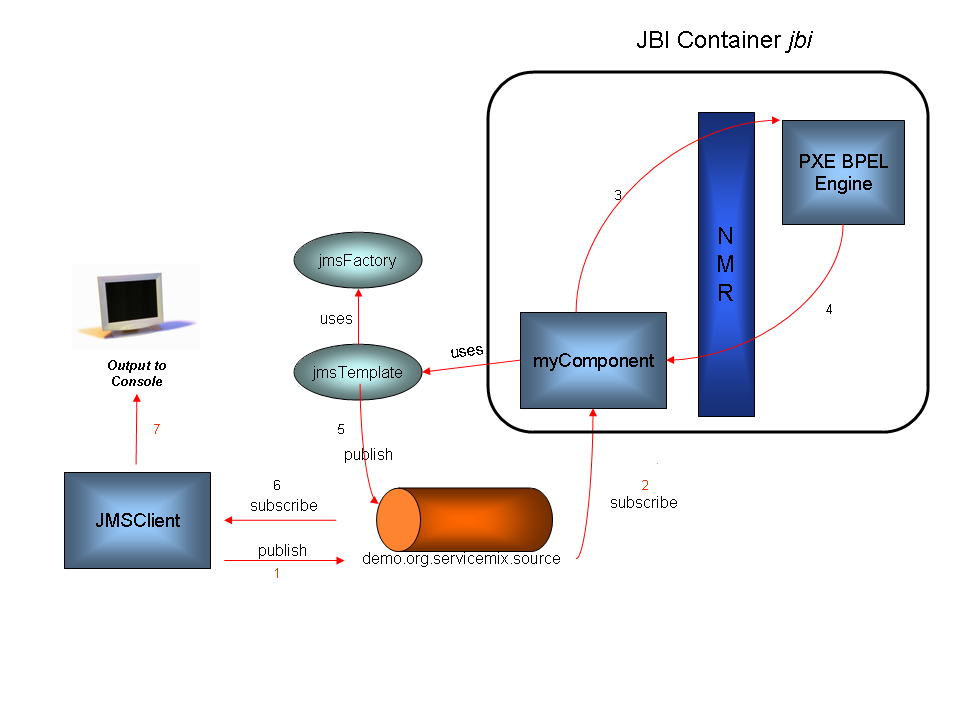 JBI Container jbi
PXE BPEL
Engine
3
N
M
R
jmsFactory
uses
4
uses
myComponent
jmsTemplate
Output to
Console
7
5
publish
6
subscribe
2
subscribe
JMSClient
publish
demo.org.servicemix.source
1